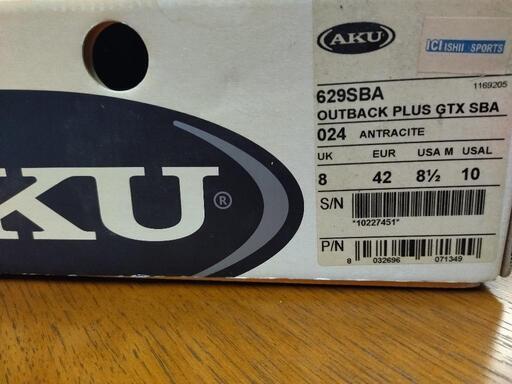 KU®
AKU
ICI ISHII SPORTS
629SBA
1169205
OUTBACK PLUS GTX SBA
024 ANTRACITE
UK EUR USA M USAL
8 42 8½ 10
S/N
*10227451*
P/N
8 032696 071349